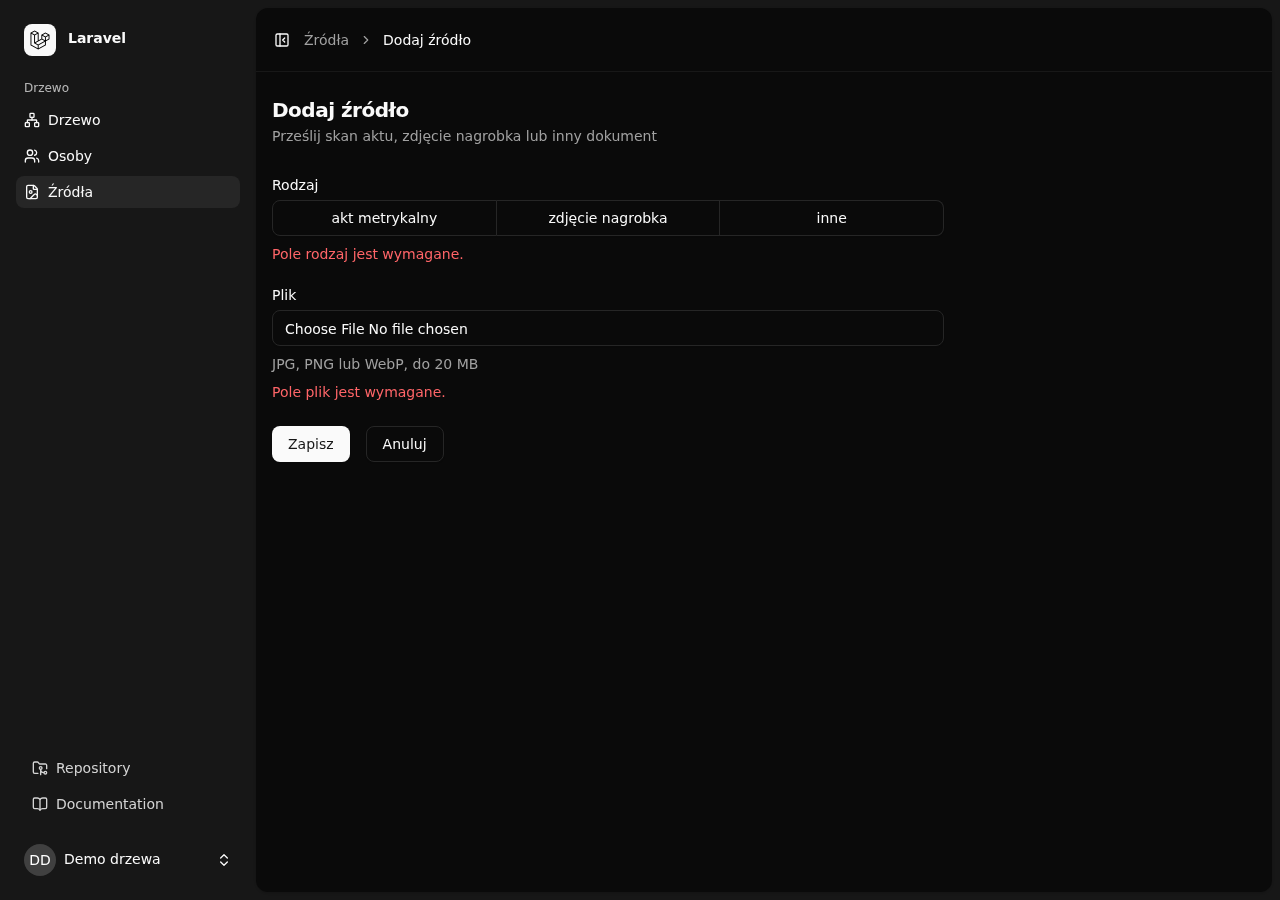 Laravel
Drzewo
Drzewo
Osoby
Źródła
Repository
Documentation
DD Demo drzewa
Źródła > Dodaj źródło
Dodaj źródło
Prześlij skan aktu, zdjęcie nagrobka lub inny dokument
Rodzaj
akt metrykalny zdjęcie nagrobka inne
Pole rodzaj jest wymagane.
Plik
Choose File No file chosen
JPG, PNG lub WebP, do 20 MB
Pole plik jest wymagane.
Zapisz Anuluj